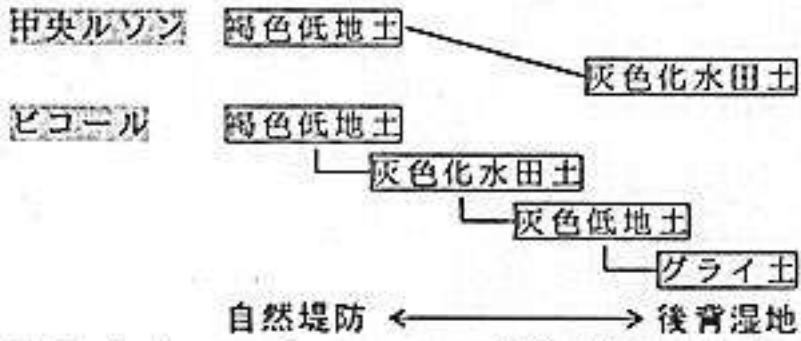 中央ルソン 褐色低地土
灰色化水田土
ビコール 褐色低地土
灰色化水田土
灰色低地土
グライ土
自然堤防 ←→ 後背湿地